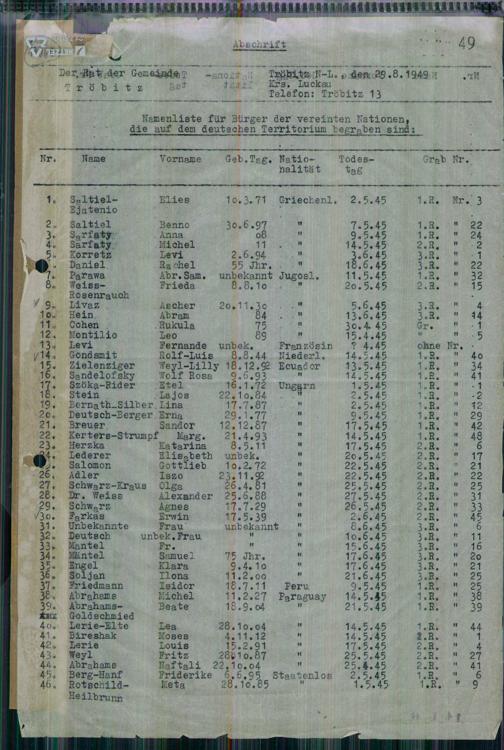 49
Abschrift
Der Rat der Gemeinde Tröbitz N-L., den 29.8.1949
Tröbitz Krs. Luckau
Telefon: Tröbitz 13
Namenliste für Bürger der vereinten Nationen,
die auf dem deutschen Territorium begraben sind:
Nr. Name Vorname Geb.Tag. Natio- Todes- Grab Nr.
nalität tag
1. Saltiel- Elies 10.3.71 Griechenl. 2.5.45 1.R. Nr. 3
Ejatenio
2. Saltiel Benno 30.6.97 " 7.5.45 1.R. " 22
3. Sarfaty Anna 08 " 9.5.45 1.R. " 24
4. Sarfaty Michel 11 " 14.5.45 2.R. " 2
5. Korretz Levi 2.6.94 " 3.6.45 3.R. " 1
6. Daniel Rachel 55 Jhr. " 18.6.45 3.R. " 22
7. Parawa Abr.Sam. unbekannt Jugosl. 11.5.45 1.R. " 32
8. Weiss- Frieda 8.8.10 " 20.5.45 2.R. " 15
Rosenrauch
9. Livaz Ascher 20.11.30 " 5.6.45 3.R. " 4
10. Hein Abram 84 " 13.6.45 3.R. " 14
11. Cohen Rukula 75 " 30.4.45 Gr. " 1
12. Montilio Leo 89 " 15.4.45 " " 5
13. Levi Fernande unbek. Französin ? 4.45 ohne Nr.
14. Gondsmit Rolf-Luis 8.8.44 Niederl. 14.5.45 1.R. " 40
15. Zielenziger Weyl-Lilly 18.12.92 Ecuador 13.5.45 1.R. " 34
16. Sandelofsky Wolf Rosa 9.6.93 " 14.5.45 1.R. " 41
17. Szöka-Rider Etel 16.1.72 Ungarn 1.5.45 1.R. " 1
18. Stein Lajos 22.10.84 " 2.5.45 1.R. " 2
19. Bernath Silber Lina 17.7.87 " 2.5.45 1.R. " 12
20. Deutsch-Berger Erna 29.1.77 " 9.5.45 1.R. " 29
21. Breuer Sandor 12.12.87 " 17.5.45 1.R. " 42
22. Kerters-Strumpf Marg. 21.4.93 " 14.5.45 1.R. " 48
23. Herzka Katarina 8.5.11 " 17.5.45 2.R. " 6
24. Lederer Elisabeth unbek. " 20.5.45 2.R. " 17
25. Salomon Gottlieb 10.2.72 " 22.5.45 2.R. " 21
26. Adler Iszo 23.11.92 " 22.5.45 2.R. " 22
27. Schwarz-Kraus Olga 26.4.81 " 25.5.45 2.R. " 25
28. Dr. Weiss Alexander 25.6.88 " 27.5.45 2.R. " 31
29. Schwarz Agnes 17.7.29 " 26.5.45 2.R. " 33
30. Farkas Erwin 17.5.39 " 2.6.45 2.R. " 45
31. Unbekannte Frau unbekannt " 8.6.45 3.R. " 6
32. Deutsch unbek.Frau " 10.6.45 3.R. " 11
33. Mantel Fr. " 15.6.45 3.R. " 16
34. Mantel Samuel 75 Jhr. " 17.6.45 3.R. " 20
35. Engel Klara 9.4.10 " 17.6.45 3.R. " 21
36. Soljan Ilona 11.2.00 " 21.6.45 3.R. " 25
37. Friedmann Isidor 18.7.11 Peru 9.5.45 1.R. " 25
38. Abrahams Michel 11.2.27 Paraguay 14.5.45 1.R. " 38
39. Abrahams- Beate 18.9.04 " 21.5.45 1.R. " 39
Goldschmied
40. Lerie-Elte Lea 28.10.04 " 14.5.45 1.R. " 44
41. Bireshak Moses 4.11.12 " 14.5.45 2.R. " 1
42. Lerie Louis 15.2.91 " 17.5.45 2.R. " 4
43. Weyl Fritz 28.10.87 " 25.5.45 2.R. " 27
44. Abrahams Naftali 22.10.04 " 25.4.45 2.R. " 41
45. Berg-Hanf Friderike 6.6.95 Staatenlos 2.5.45 1.R. " 6
46. Rotschild- Meta 28.10.85 " 1.5.45 1.R. " 9
Heilbrunn